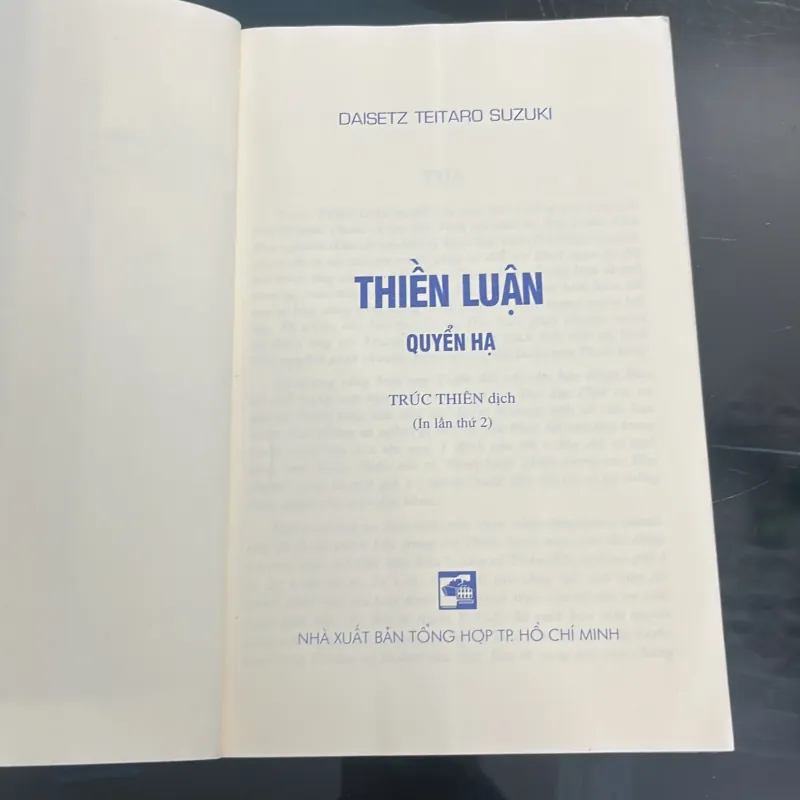 DAISETZ TEITARO SUZUKI
THIỀN LUẬN
QUYỂN HẠ
TRÚC THIÊN dịch
(In lần thứ 2)
NHÀ XUẤT BẢN TỔNG HỢP TP. HỒ CHÍ MINH